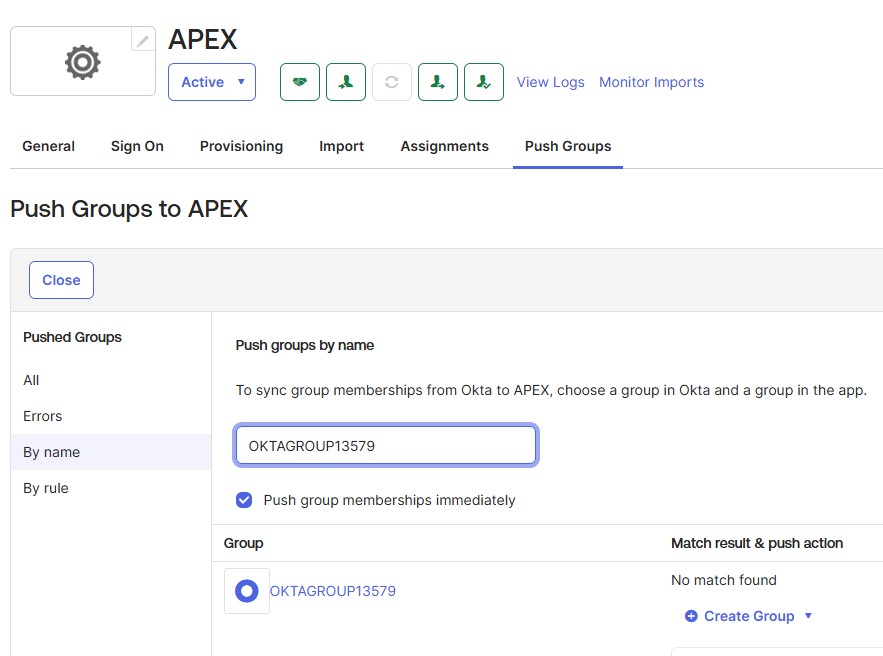 APEX
Active
View Logs
Monitor Imports
General
Sign On
Provisioning
Import
Assignments
Push Groups
Push Groups to APEX
Close
Pushed Groups
All
Errors
By name
By rule
Push groups by name
To sync group memberships from Okta to APEX, choose a group in Okta and a group in the app.
OKTAGROUP13579
Push group memberships immediately
Group
Match result & push action
OKTAGROUP13579
No match found
Create Group